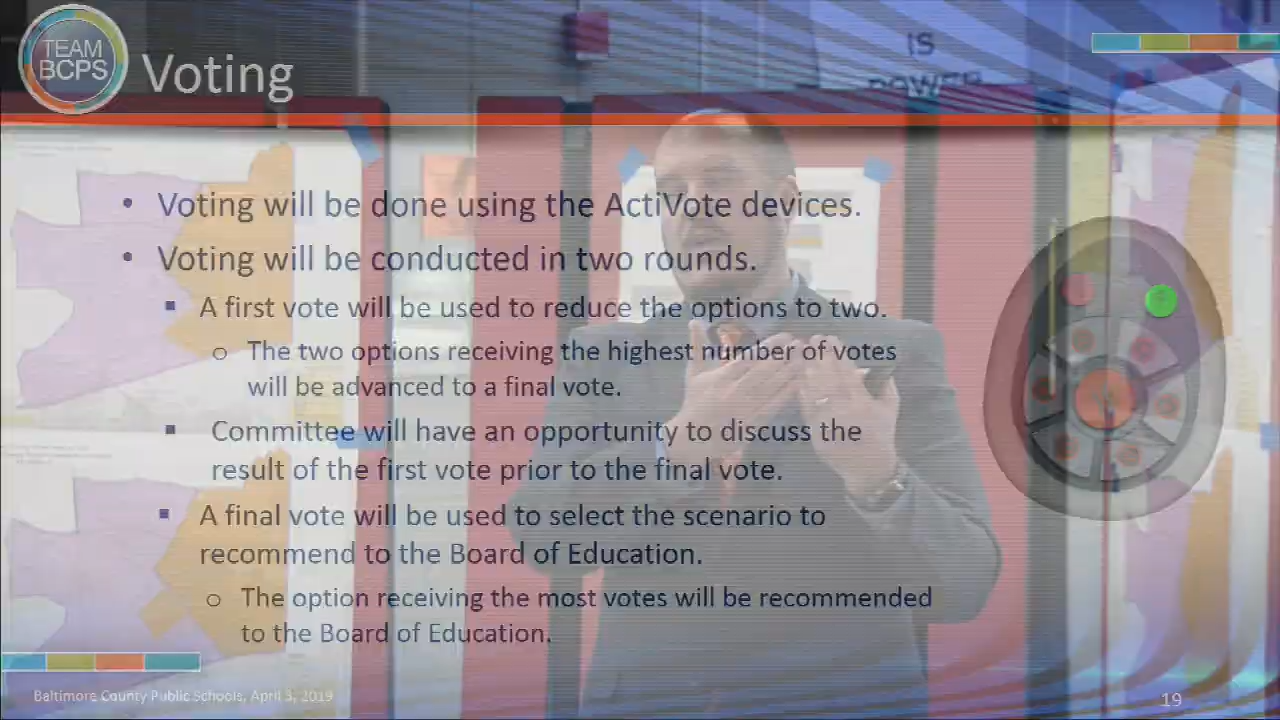 TEAM
BCPS
Voting
IS
POWER
• Voting will be done using the ActiVote devices.
• Voting will be conducted in two rounds.
▪ A first vote will be used to reduce the options to two.
o The two options receiving the highest number of votes
will be advanced to a final vote.
▪ Committee will have an opportunity to discuss the
result of the first vote prior to the final vote.
▪ A final vote will be used to select the scenario to
recommend to the Board of Education.
o The option receiving the most votes will be recommended
to the Board of Education.
Baltimore County Public Schools, April 3, 2019
19